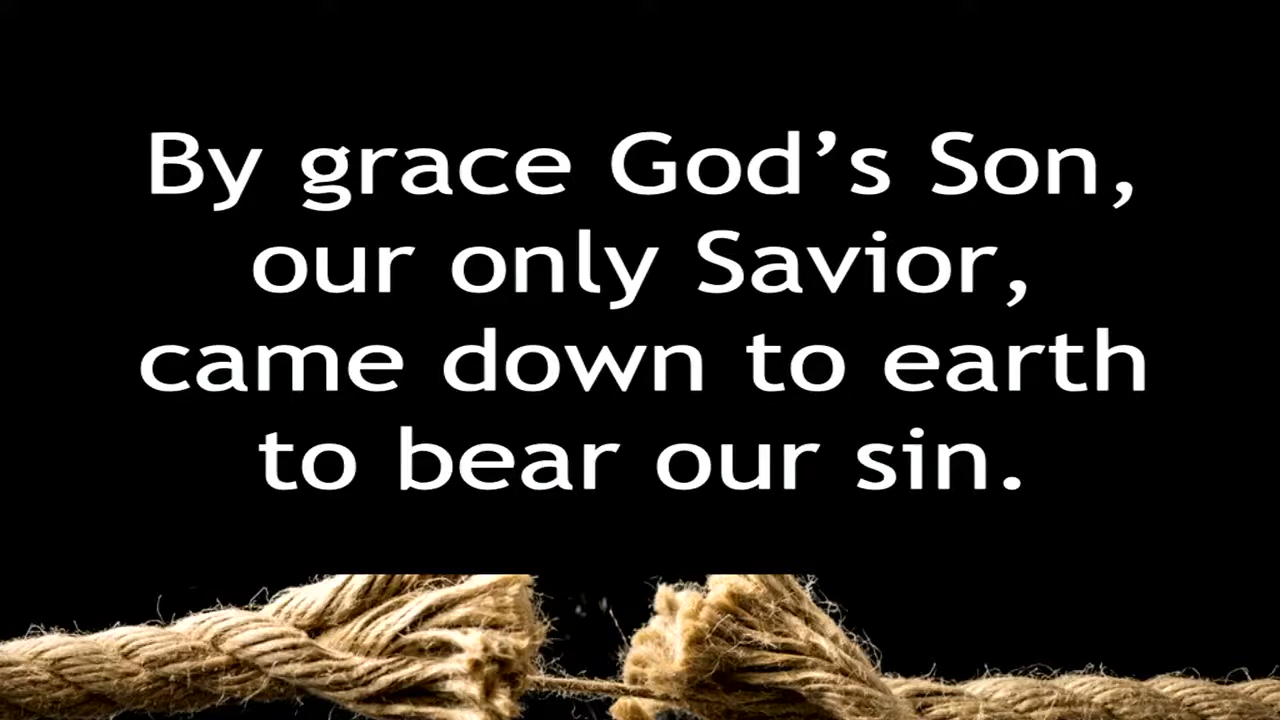 By grace God’s Son,
our only Savior,
came down to earth
to bear our sin.